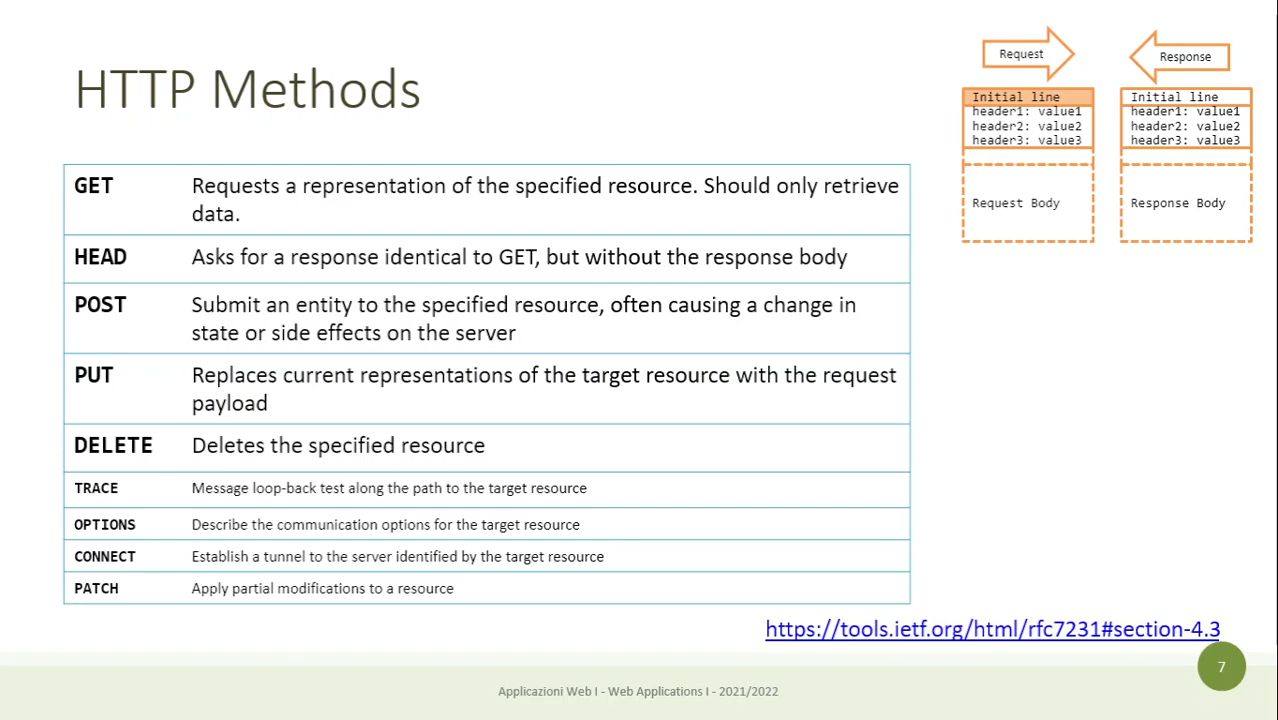 HTTP Methods
Request
Response
Initial line
header1: value1
header2: value2
header3: value3
Request Body
Initial line
header1: value1
header2: value2
header3: value3
Response Body
GET Requests a representation of the specified resource. Should only retrieve
data.
HEAD Asks for a response identical to GET, but without the response body
POST Submit an entity to the specified resource, often causing a change in
state or side effects on the server
PUT Replaces current representations of the target resource with the request
payload
DELETE Deletes the specified resource
TRACE Message loop-back test along the path to the target resource
OPTIONS Describe the communication options for the target resource
CONNECT Establish a tunnel to the server identified by the target resource
PATCH Apply partial modifications to a resource
https://tools.ietf.org/html/rfc7231#section-4.3
7
Applicazioni Web I - Web Applications I - 2021/2022